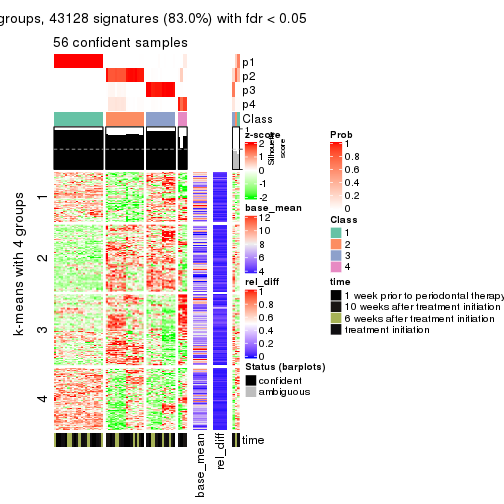 groups, 43128 signatures (83.0%) with fdr < 0.05
56 confident samples
p1
p2
p3
p4
Class
1
0.5
0
Silhouette
score
k-means with 4 groups
1
2
3
4
time
base_mean
rel_diff
z-score
2
1
0
-1
-2
base_mean
12
10
8
6
4
rel_diff
1
0.8
0.6
0.4
0.2
0
Status (barplots)
confident
ambiguous
Prob
1
0.8
0.6
0.4
0.2
0
Class
1
2
3
4
time
1 week prior to periodontal therapy
10 weeks after treatment initiation
6 weeks after treatment initiation
treatment initiation